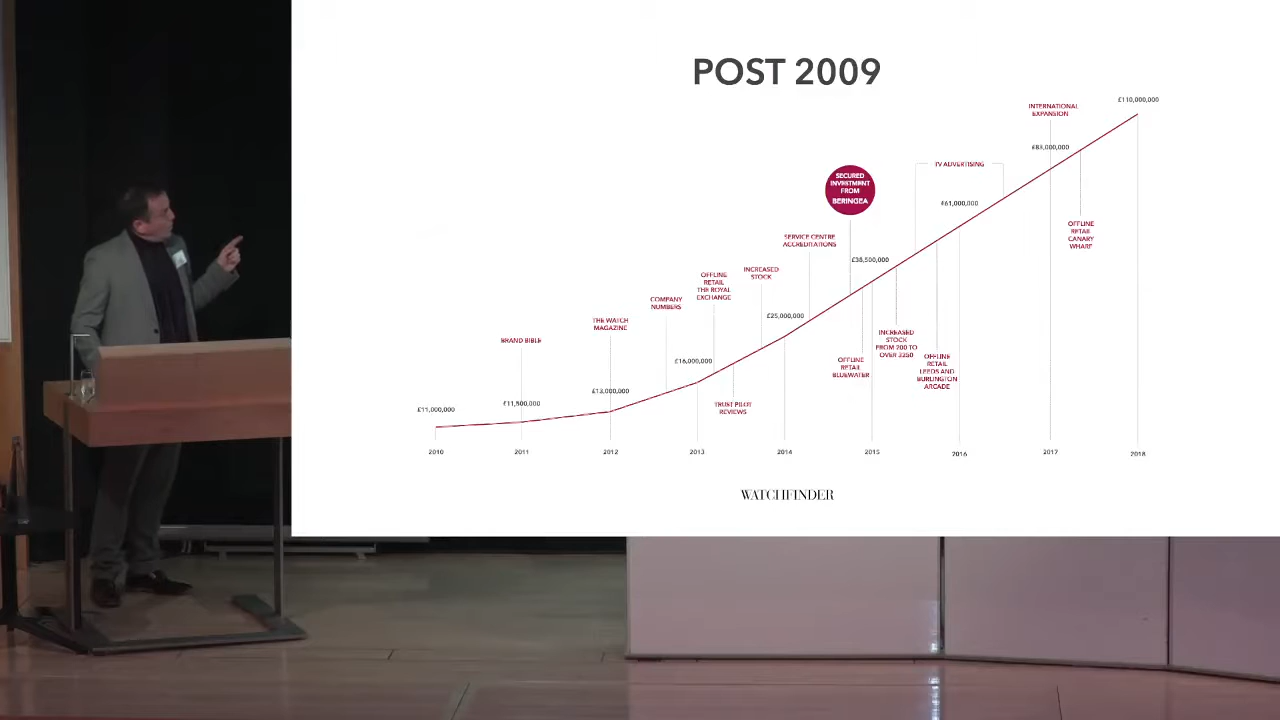 POST 2009
£110,000,000
INTERNATIONAL
EXPANSION
£83,000,000
TV ADVERTISING
SECURED
INVESTMENT
FROM
BERINGEA
£61,000,000
OFFLINE
RETAIL
CANARY
WHARF
SERVICE CENTRE
ACCREDITATIONS
£38,500,000
INCREASED
STOCK
OFFLINE
RETAIL
THE ROYAL
EXCHANGE
COMPANY
NUMBERS
£25,000,000
THE WATCH
MAGAZINE
INCREASED
STOCK
FROM 200 TO
OVER 3250
BRAND BIBLE
OFFLINE
RETAIL
BLUEWATER
OFFLINE
RETAIL
LEEDS AND
BURLINGTON
ARCADE
£16,000,000
£13,000,000
£11,500,000
£11,000,000
TRUST PILOT
REVIEWS
2010 2011 2012 2013 2014 2015 2016 2017 2018
WATCHFINDER